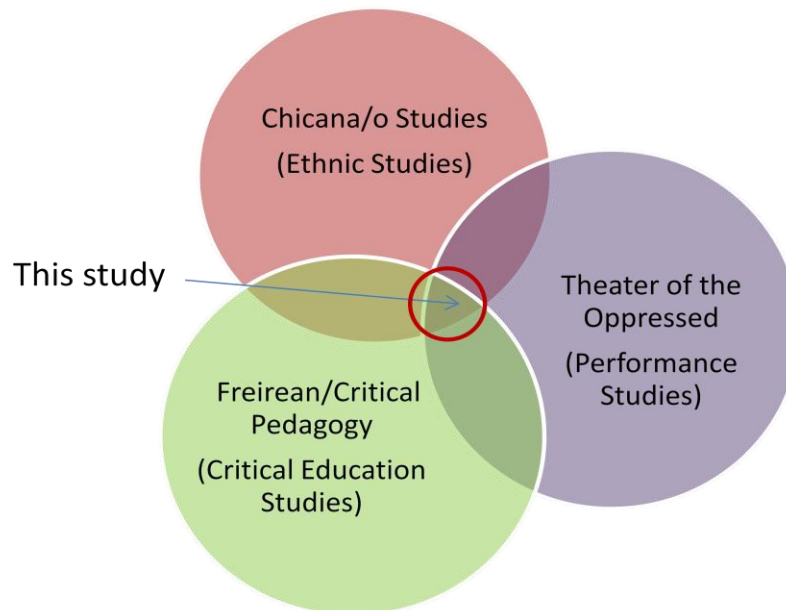 Chicana/o Studies
(Ethnic Studies)
This study
Theater of the
Oppressed
(Performance
Studies)
Freirean/Critical
Pedagogy
(Critical Education
Studies)